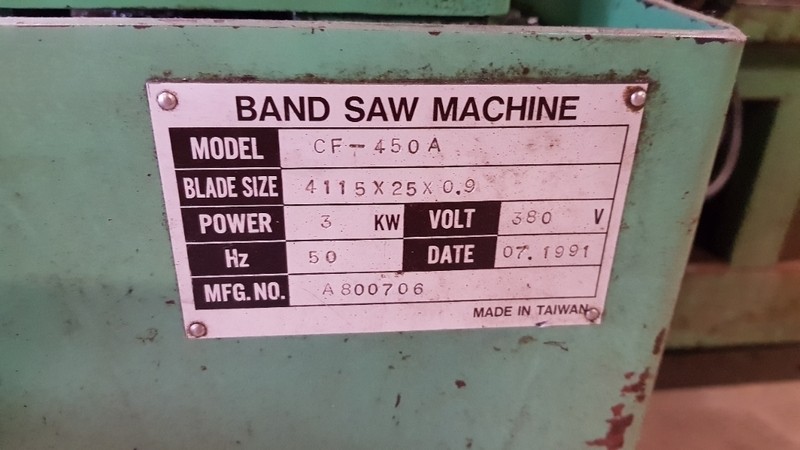 BAND SAW MACHINE
MODEL CF-450A
BLADE SIZE 4115X25X0.9
POWER 3 KW VOLT 380 V
Hz 50 DATE 07.1991
MFG.NO. A800706
MADE IN TAIWAN